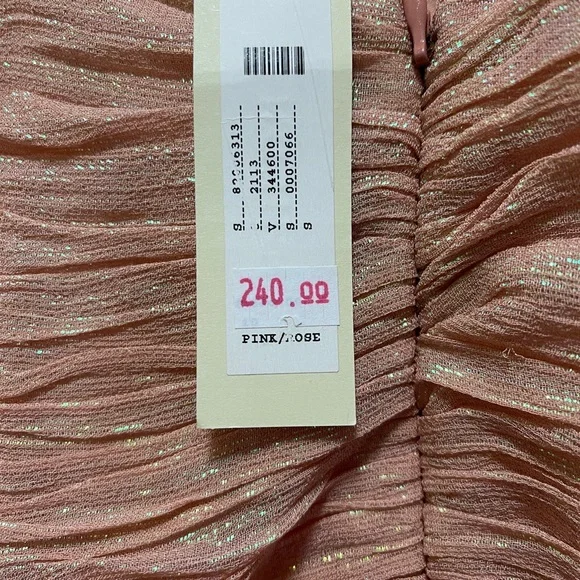 S----
2113
V----344600
S----0007066
S
240.00
PINK/ROSE